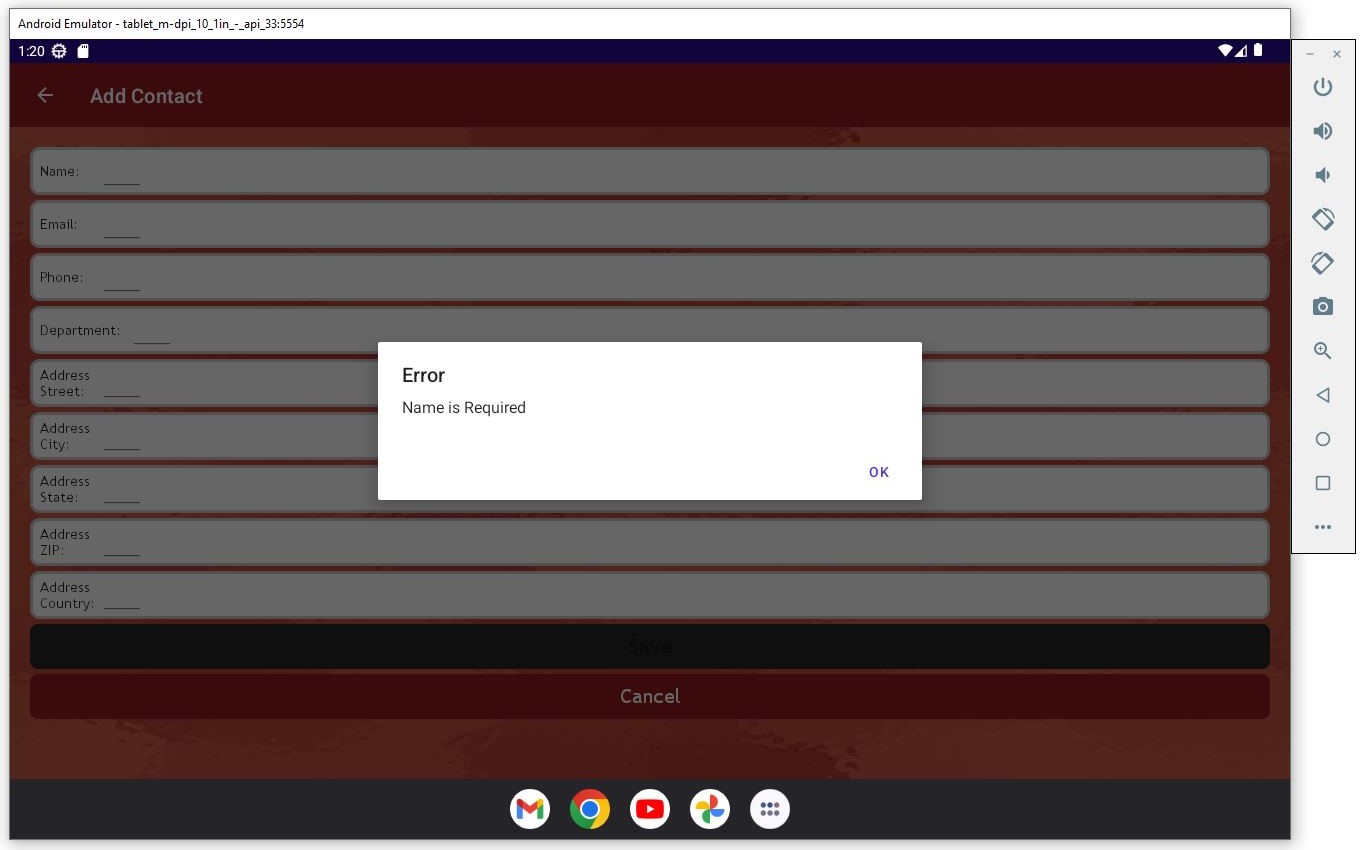 Android Emulator - tablet_m-dpi_10_1in_-_api_33:5554
1:20
Add Contact
Name:
Email:
Phone:
Department:
Address
Street:
Address
City:
Address
State:
Address
ZIP:
Address
Country:
Error
Name is Required
OK
Save
Cancel